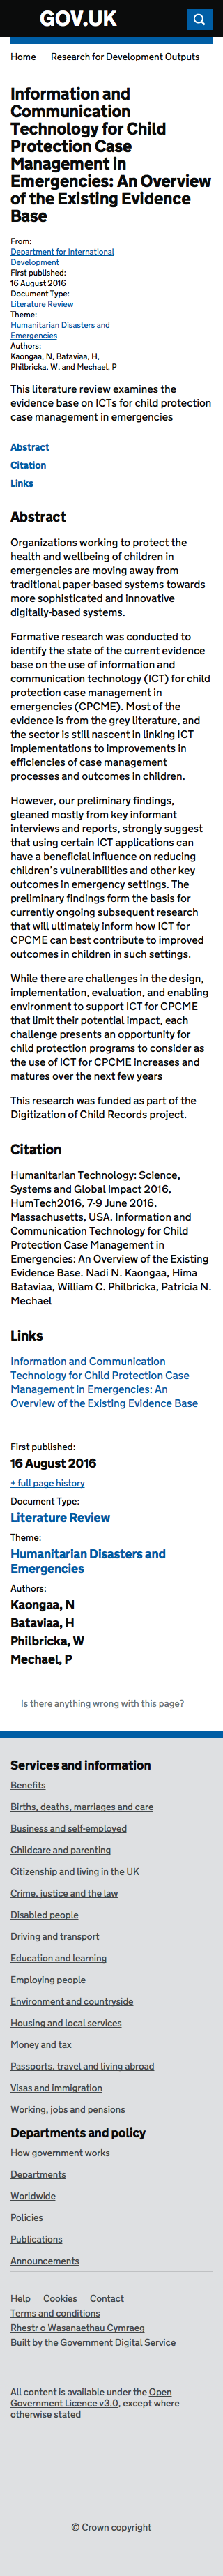 GOV.UK
Home Research for Development Outputs
Information and
Communication
Technology for Child
Protection Case
Management in
Emergencies: An Overview
of the Existing Evidence
Base
From:
Department for International
Development
First published:
16 August 2016
Document Type:
Literature Review
Theme:
Humanitarian Disasters and
Emergencies
Authors:
Kaongaa, N, Bataviaa, H,
Philbricka, W, and Mechael, P
This literature review examines the
evidence base on ICTs for child protection
case management in emergencies
Abstract
Citation
Links
Abstract
Organizations working to protect the
health and wellbeing of children in
emergencies are moving away from
traditional paper-based systems towards
more sophisticated and innovative
digitally-based systems.
Formative research was conducted to
identify the state of the current evidence
base on the use of information and
communication technology (ICT) for child
protection case management in
emergencies (CPCME). Most of the
evidence is from the grey literature, and
the sector is still nascent in linking ICT
implementations to improvements in
efficiencies of case management
processes and outcomes in children.
However, our preliminary findings,
gleaned mostly from key informant
interviews and reports, strongly suggest
that using certain ICT applications can
have a beneficial influence on reducing
children's vulnerabilities and other key
outcomes in emergency settings. The
preliminary findings form the basis for
currently ongoing subsequent research
that will ultimately inform how ICT for
CPCME can best contribute to improved
outcomes in children in such settings.
While there are challenges in the design,
implementation, evaluation, and enabling
environment to support ICT for CPCME
that limit their potential impact, each
challenge presents an opportunity for
child protection programs to consider as
the use of ICT for CPCME increases and
matures over the next few years
This research was funded as part of the
Digitization of Child Records project.
Citation
Humanitarian Technology: Science,
Systems and Global Impact 2016,
HumTech2016, 7-9 June 2016,
Massachusetts, USA. Information and
Communication Technology for Child
Protection Case Management in
Emergencies: An Overview of the Existing
Evidence Base. Nadi N. Kaongaa, Hima
Bataviaa, William C. Philbricka, Patricia N.
Mechael
Links
Information and Communication
Technology for Child Protection Case
Management in Emergencies: An
Overview of the Existing Evidence Base
First published:
16 August 2016
+ full page history
Document Type:
Literature Review
Theme:
Humanitarian Disasters and
Emergencies
Authors:
Kaongaa, N
Bataviaa, H
Philbricka, W
Mechael, P
Is there anything wrong with this page?
Services and information
Benefits
Births, deaths, marriages and care
Business and self-employed
Childcare and parenting
Citizenship and living in the UK
Crime, justice and the law
Disabled people
Driving and transport
Education and learning
Employing people
Environment and countryside
Housing and local services
Money and tax
Passports, travel and living abroad
Visas and immigration
Working, jobs and pensions
Departments and policy
How government works
Departments
Worldwide
Policies
Publications
Announcements
Help Cookies Contact
Terms and conditions
Rhestr o Wasanaethau Cymraeg
Built by the Government Digital Service
All content is available under the Open
Government Licence v3.0, except where
otherwise stated
© Crown copyright